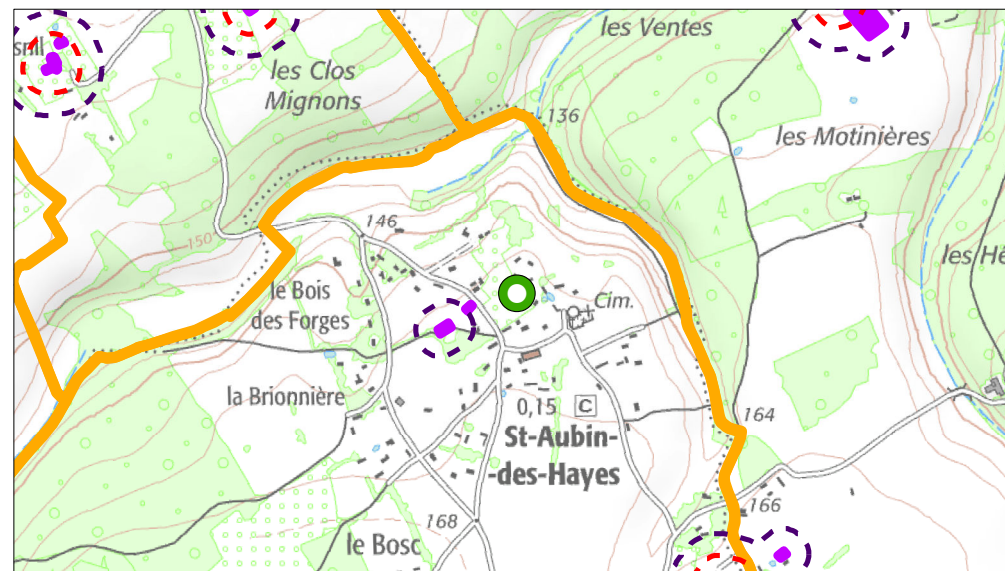 les Ventes
les Clos
Mignons
136
les Motinières
146
150
le Bois
des Forges
Cim.
la Brionnière
0,15 C
St-Aubin-
-des-Hayes
164
166
168
le Bosc